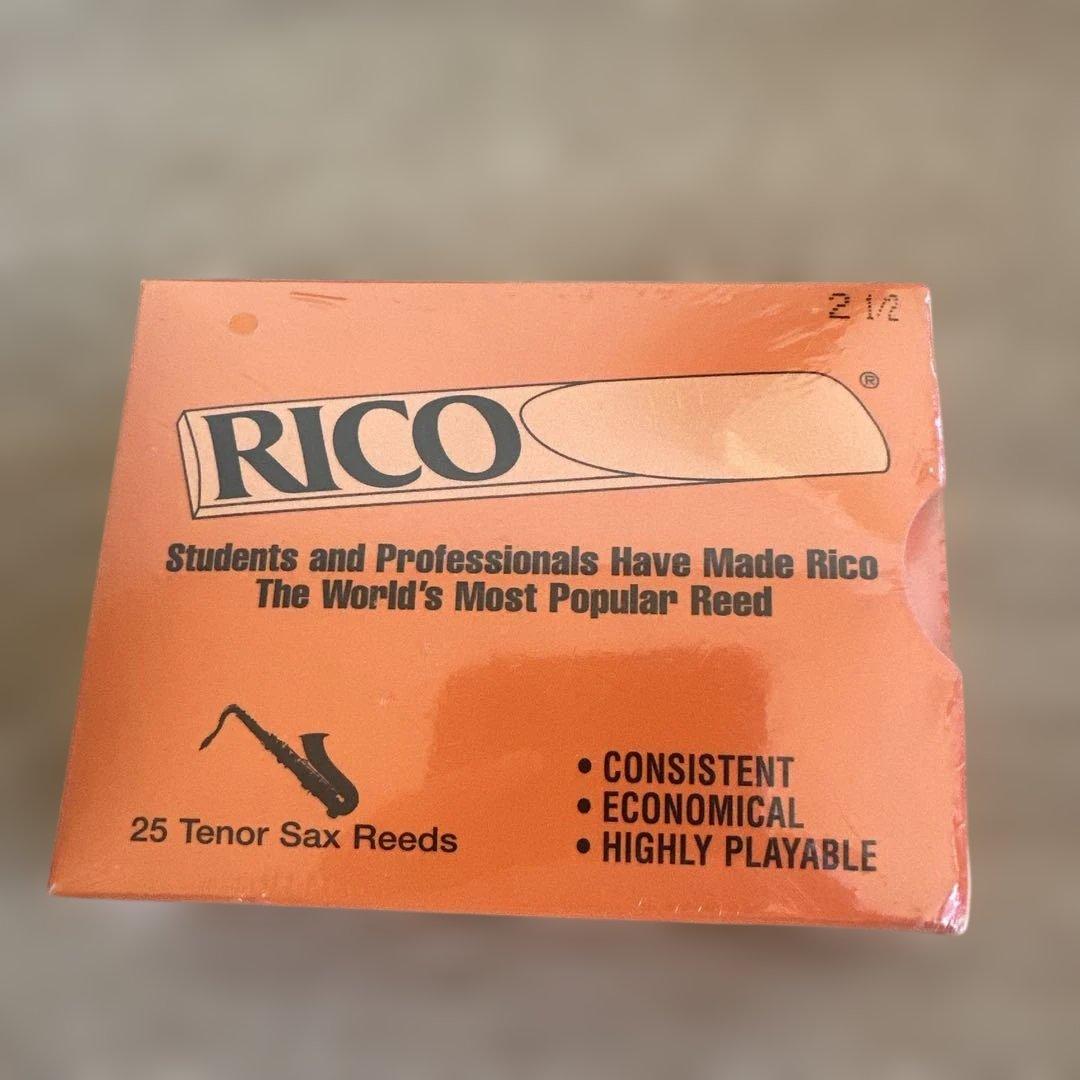 2 1/2
RICO®
Students and Professionals Have Made Rico
The World's Most Popular Reed
25 Tenor Sax Reeds
• CONSISTENT
• ECONOMICAL
• HIGHLY PLAYABLE